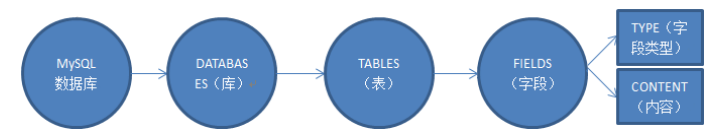 MySQL
数据库
DATABAS
ES（库）
TABLES
（表）
FIELDS
（字段）
TYPE（字
段类型）
CONTENT
（内容）